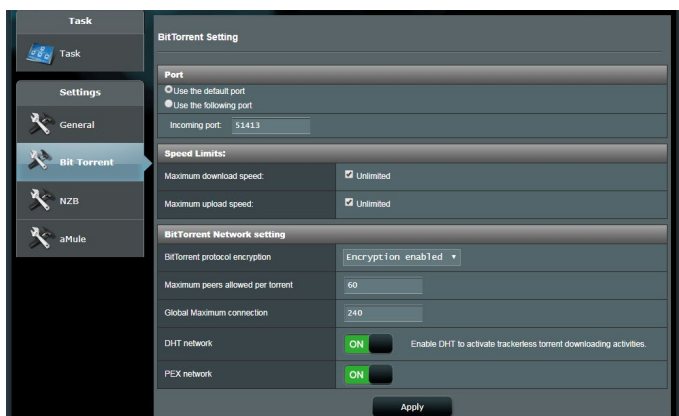 Task
Task
Settings
General
Bit Torrent
NZB
aMule
BitTorrent Setting
Port
Use the default port
Use the following port
Incoming port: 51413
Speed Limits:
Maximum download speed: Unlimited
Maximum upload speed: Unlimited
BitTorrent Network setting
BitTorrent protocol encryption Encryption enabled
Maximum peers allowed per torrent 60
Global Maximum connection 240
DHT network ON Enable DHT to activate trackerless torrent downloading activities.
PEX network ON
Apply